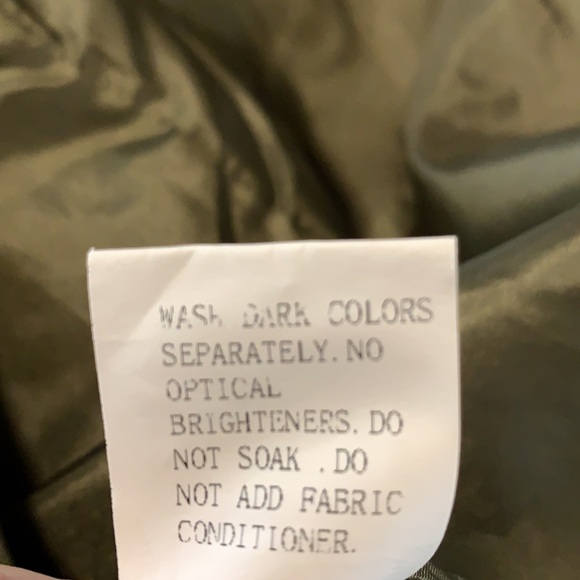 WASH DARK COLORS
SEPARATELY. NO
OPTICAL
BRIGHTENERS. DO
NOT SOAK . DO
NOT ADD FABRIC
CONDITIONER.